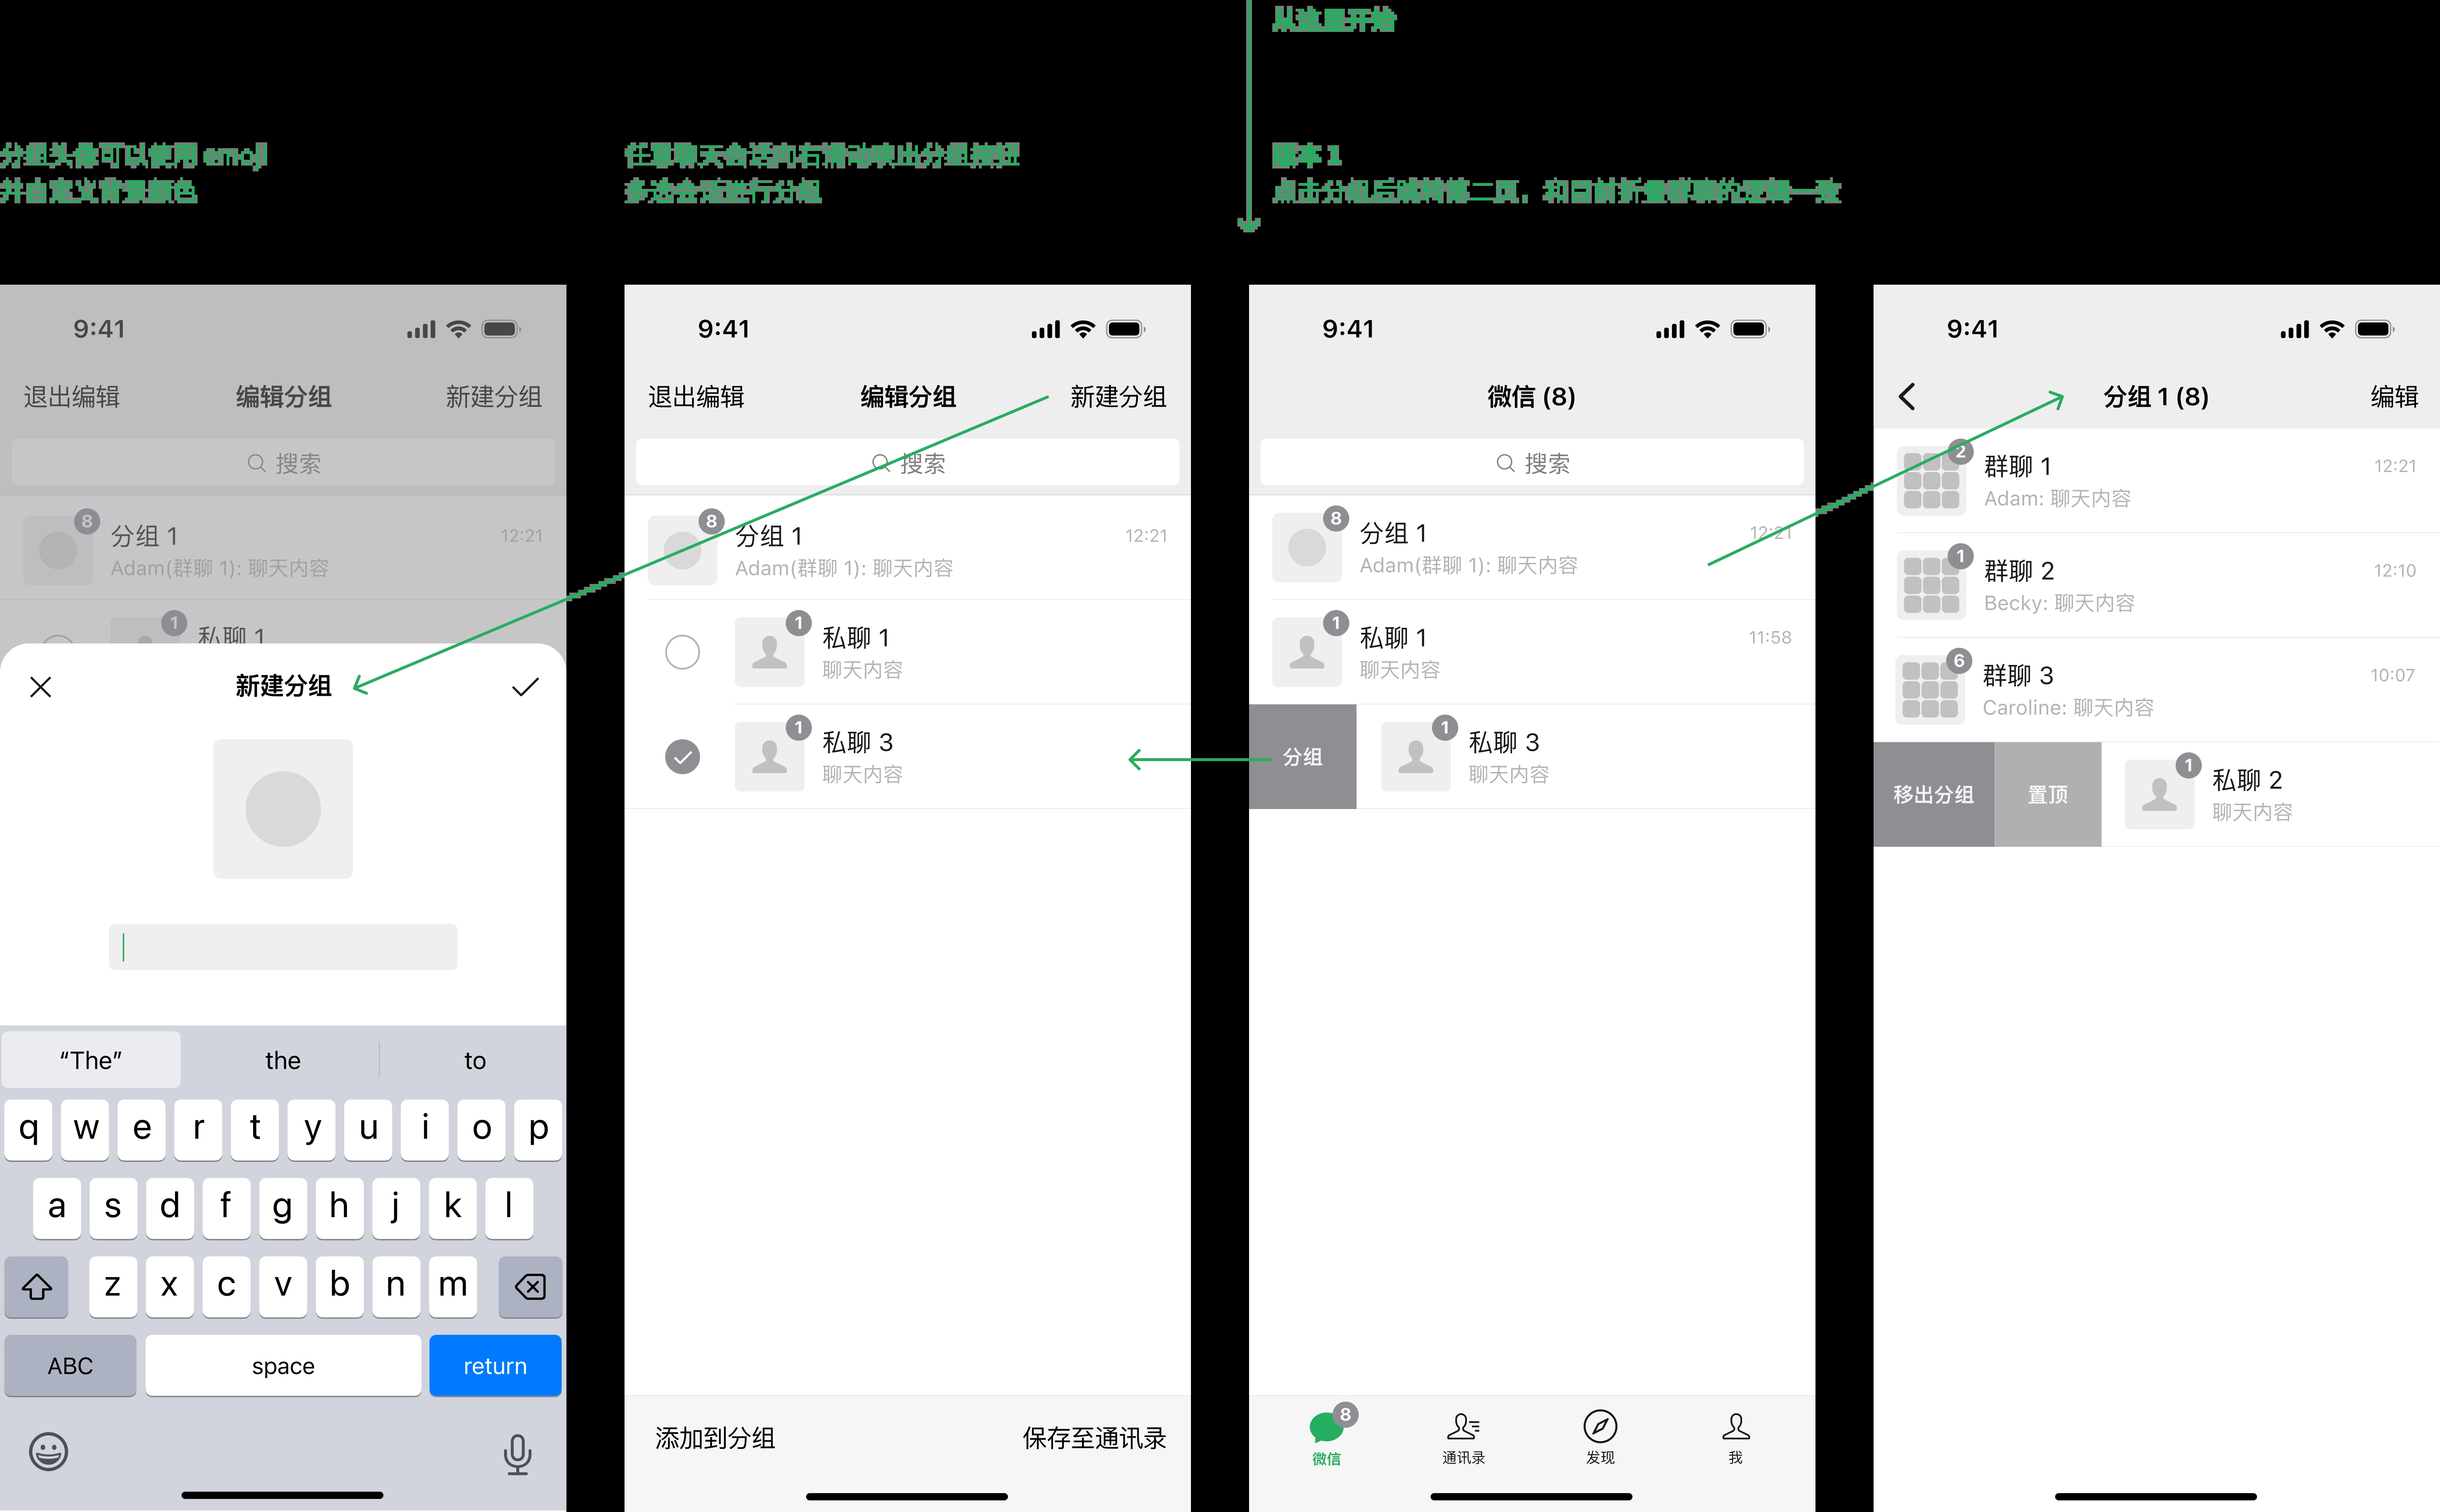 从这里开始
分组头像可以使用 emoji
并自定义背景颜色
任意聊天会话向右滑动唤出分组按钮
多选会话进行分组
版本 1
点击分组后跳转第二页，和目前折叠群聊的逻辑一致
9:41
退出编辑
编辑分组
新建分组
搜索
8
分组 1
12:21
Adam(群聊 1): 聊天内容
1
私聊 1
新建分组
“The”
the
to
q w e r t y u i o p
a s d f g h j k l
z x c v b n m
ABC
space
return
9:41
退出编辑
编辑分组
新建分组
搜索
8
分组 1
12:21
Adam(群聊 1): 聊天内容
1
私聊 1
聊天内容
1
私聊 3
聊天内容
添加到分组
保存至通讯录
9:41
微信 (8)
搜索
8
分组 1
12:21
Adam(群聊 1): 聊天内容
1
私聊 1
11:58
聊天内容
分组
1
私聊 3
聊天内容
8
微信
通讯录
发现
我
9:41
分组 1 (8)
编辑
2
群聊 1
12:21
Adam: 聊天内容
1
群聊 2
12:10
Becky: 聊天内容
6
群聊 3
10:07
Caroline: 聊天内容
移出分组
置顶
1
私聊 2
聊天内容